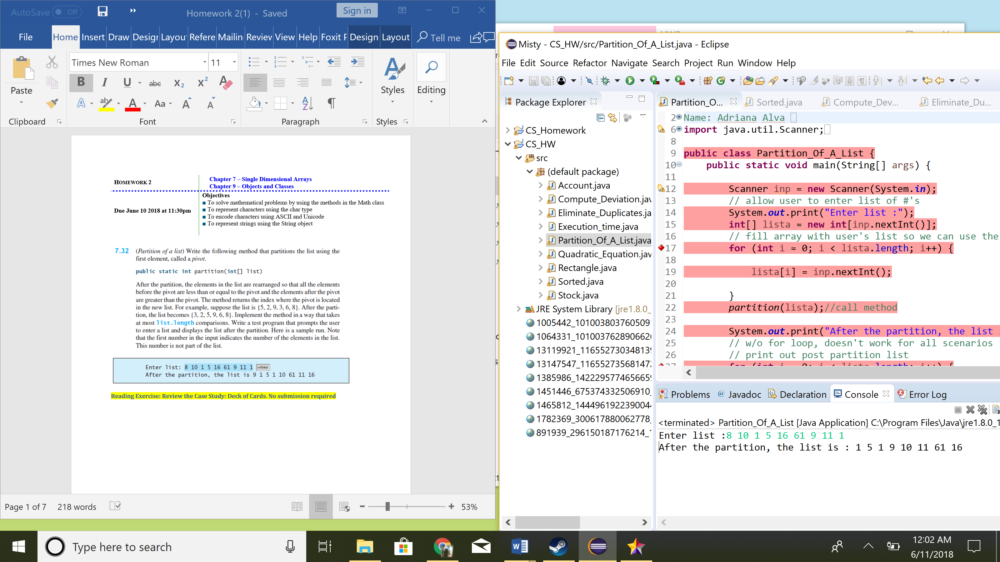 AutoSave Off
Homework 2(1) - Saved
Sign in
File Home Insert Draw Design Layou Refere Mailin Review View Help Foxit F Design Layout Tell me
Paste
Times New Roman 11
B I U abc X2 X2 A
A ab A Aa A A
Styles Editing
Clipboard Font Paragraph Styles
HOMEWORK 2
Chapter 7 – Single Dimensional Arrays
Chapter 9 – Objects and Classes
Due June 10 2018 at 11:30pm
Objectives
To solve mathematical problems by using the methods in the Math class
To represent characters using the char type
To encode characters using ASCII and Unicode
To represent strings using the String object
7.32 (Partition of a list) Write the following method that partitions the list using the
first element, called a pivot.
public static int partition(int[] list)
After the partition, the elements in the list are rearranged so that all the elements
before the pivot are less than or equal to the pivot and the elements after the pivot
are greater than the pivot. The method returns the index where the pivot is located
in the new list. For example, suppose the list is {5, 2, 9, 3, 6, 8}. After the parti-
tion, the list becomes {3, 2, 5, 9, 6, 8}. Implement the method in a way that takes
at most list.length comparisons. Write a test program that prompts the user
to enter a list and displays the list after the partition. Here is a sample run. Note
that the first number in the input indicates the number of the elements in the list.
This number is not part of the list.
Enter list: 8 10 1 5 16 61 9 11 1 Enter
After the partition, the list is 9 1 5 1 10 61 11 16
Reading Exercise: Review the Case Study: Deck of Cards. No submission required
Page 1 of 7 218 words 53%
Misty - CS_HW/src/Partition_Of_A_List.java - Eclipse
File Edit Source Refactor Navigate Search Project Run Window Help
Package Explorer
CS_Homework
CS_HW
src
(default package)
Account.java
Compute_Deviation.jav
Eliminate_Duplicates.ja
Execution_time.java
Partition_Of_A_List.java
Quadratic_Equation.jav
Rectangle.java
Sorted.java
Stock.java
JRE System Library [jre1.8.0_
1005442_1010038037605091
1064331_1010037628906626
13119921_1165527303481139
13147547_1165527356814721
1385986_1422295774656659
1451446_675374332506910_
1465812_1444961922390044
1782369_300617880062778_
891939_296150187176214_1
Partition_O... Sorted.java Compute_Dev... Eliminate_Du...
2 Name: Adriana Alva
6 import java.util.Scanner;
8
9 public class Partition_Of_A_List {
10 public static void main(String[] args) {
11
12 Scanner inp = new Scanner(System.in);
13 // allow user to enter list of #'s
14 System.out.print("Enter list :");
15 int[] lista = new int[inp.nextInt()];
16 // fill array with user's list so we can use the
17 for (int i = 0; i < lista.length; i++) {
18
19 lista[i] = inp.nextInt();
20
21 }
22 partition(lista);//call method
23
24 System.out.print("After the partition, the list
25 // w/o for loop, doesn't work for all scenarios
26 // print out post partition list
27 for (int i = 0; i < lista.length; i++) {
Problems Javadoc Declaration Console Error Log
<terminated> Partition_Of_A_List [Java Application] C:\Program Files\Java\jre1.8.0_1
Enter list :8 10 1 5 16 61 9 11 1
After the partition, the list is : 1 5 1 9 10 11 61 16
Type here to search
12:02 AM
6/11/2018